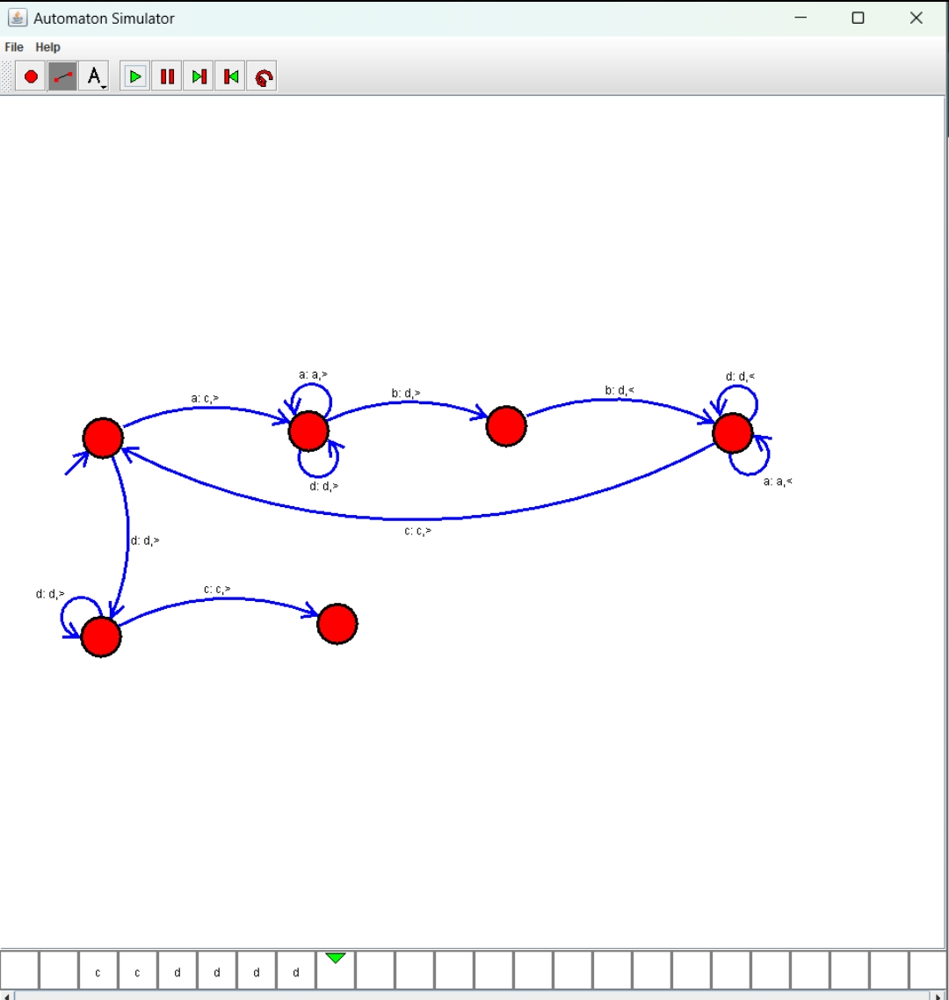 Automaton Simulator
File Help
A
a: a,>
d: d,<
a: c,>
b: d,>
b: d,<
d: d,>
a: a,<
c: c,>
d: d,>
d: d,>
c: c,>
c c d d d d